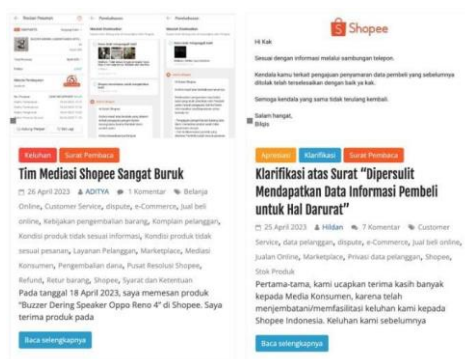 Shopee
Hi Kak
Sesuai dengan informasi melalui sambungan telepon.
Kendala kamu terkait pengajuan penyamaran data pembeli yang sebelumnya
ditolak telah terselesaikan dengan baik ya kak.
Semoga kendala yang sama tidak terulang kembali.
Salam hangat,
Keluhan Surat Pembaca
Tim Mediasi Shopee Sangat Buruk
26 April 2023 ADITYA 1 Komentar Belanja
Online, Customer Service, dispute, e-Commerce, Jual beli
online, Kebijakan pengembalian barang, Komplain pelanggan,
Kondisi produk tidak sesuai informasi, Kondisi produk tidak
sesuai pesanan, Layanan Pelanggan, Marketplace, Mediasi
Konsumen, Pengembalian dana, Pusat Resolusi Shopee,
Refund, Retur barang, Shopee, Syarat dan Ketentuan
Pada tanggal 18 April 2023, saya memesan produk
"Buzzer Dering Speaker Oppo Reno 4" di Shopee. Saya
terima produk pada
Baca selengkapnya
Apresiasi Klarifikasi Surat Pembaca
Klarifikasi atas Surat “Dipersulit
Mendapatkan Data Informasi Pembeli
untuk Hal Darurat”
25 April 2023 Hildan 7 Komentar Customer
Service, data pelanggan, dispute, e-Commerce, Jual beli online,
Jualan Online, Marketplace, Privasi data pelanggan, Shopee,
Stok Produk
Pertama-tama, kami ucapkan terima kasih banyak
kepada Media Konsumen, karena telah
menjembatani/memfasilitasi keluhan kami kepada
Shopee Indonesia. Keluhan kami sebelumnya
Baca selengkapnya